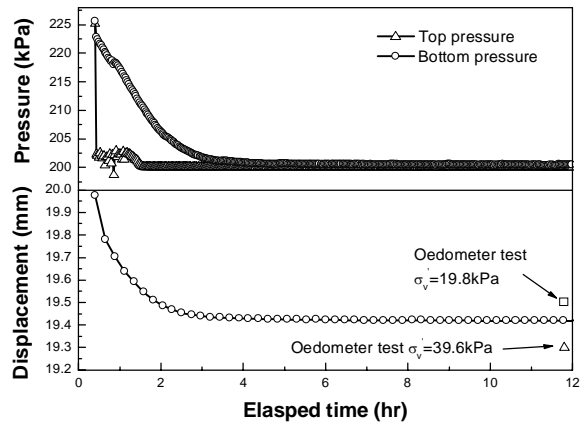 Pressure (kPa)
225
220
215
210
205
200
Top pressure
Bottom pressure
Displacement (mm)
20.0
19.9
19.8
19.7
19.6
19.5
19.4
19.3
19.2
Oedometer test
σv'=19.8kPa
Oedometer test σv'=39.6kPa
0 2 4 6 8 10 12
Elasped time (hr)